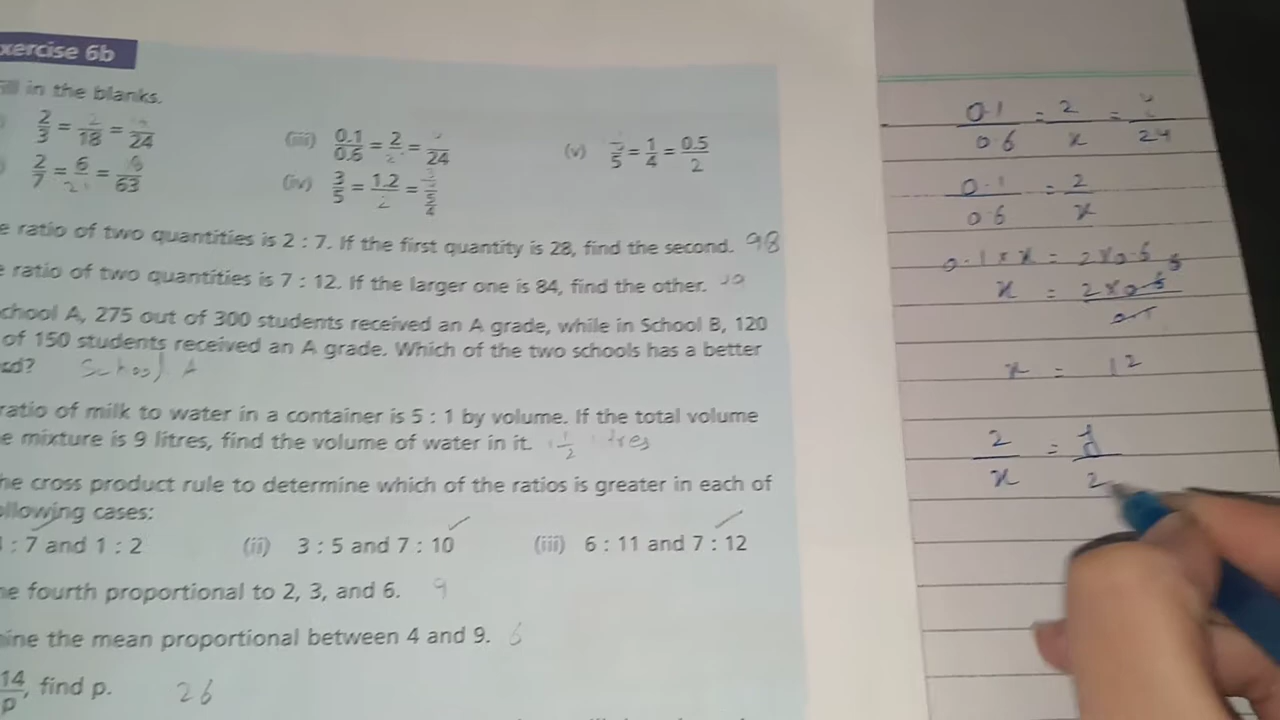 xercise 6b
ill in the blanks.
2/3 = /18 = /24
(iii) 0.1/0.6 = 2/ = /24
(v) /5 = 1/4 = 0.5/2
2/7 = 6/21 = /63
(iv) 3/5 = 1.2/2 = /
e ratio of two quantities is 2 : 7. If the first quantity is 28, find the second. 98
e ratio of two quantities is 7 : 12. If the larger one is 84, find the other.
chool A, 275 out of 300 students received an A grade, while in School B, 120
of 150 students received an A grade. Which of the two schools has a better
School A
ratio of milk to water in a container is 5 : 1 by volume. If the total volume
e mixture is 9 litres, find the volume of water in it. 1 1/2 litres
he cross product rule to determine which of the ratios is greater in each of
ollowing cases:
: 7 and 1 : 2 (ii) 3 : 5 and 7 : 10 (iii) 6 : 11 and 7 : 12
ne fourth proportional to 2, 3, and 6. 9
ine the mean proportional between 4 and 9. 6
14/p, find p. 26
0.1/0.6 = 2/x = y/24
0.1/0.6 = 2/x
0.1 × x = 2 × 0.6
x = 2 × 0.6/0.1
x = 12
2/x = y/2